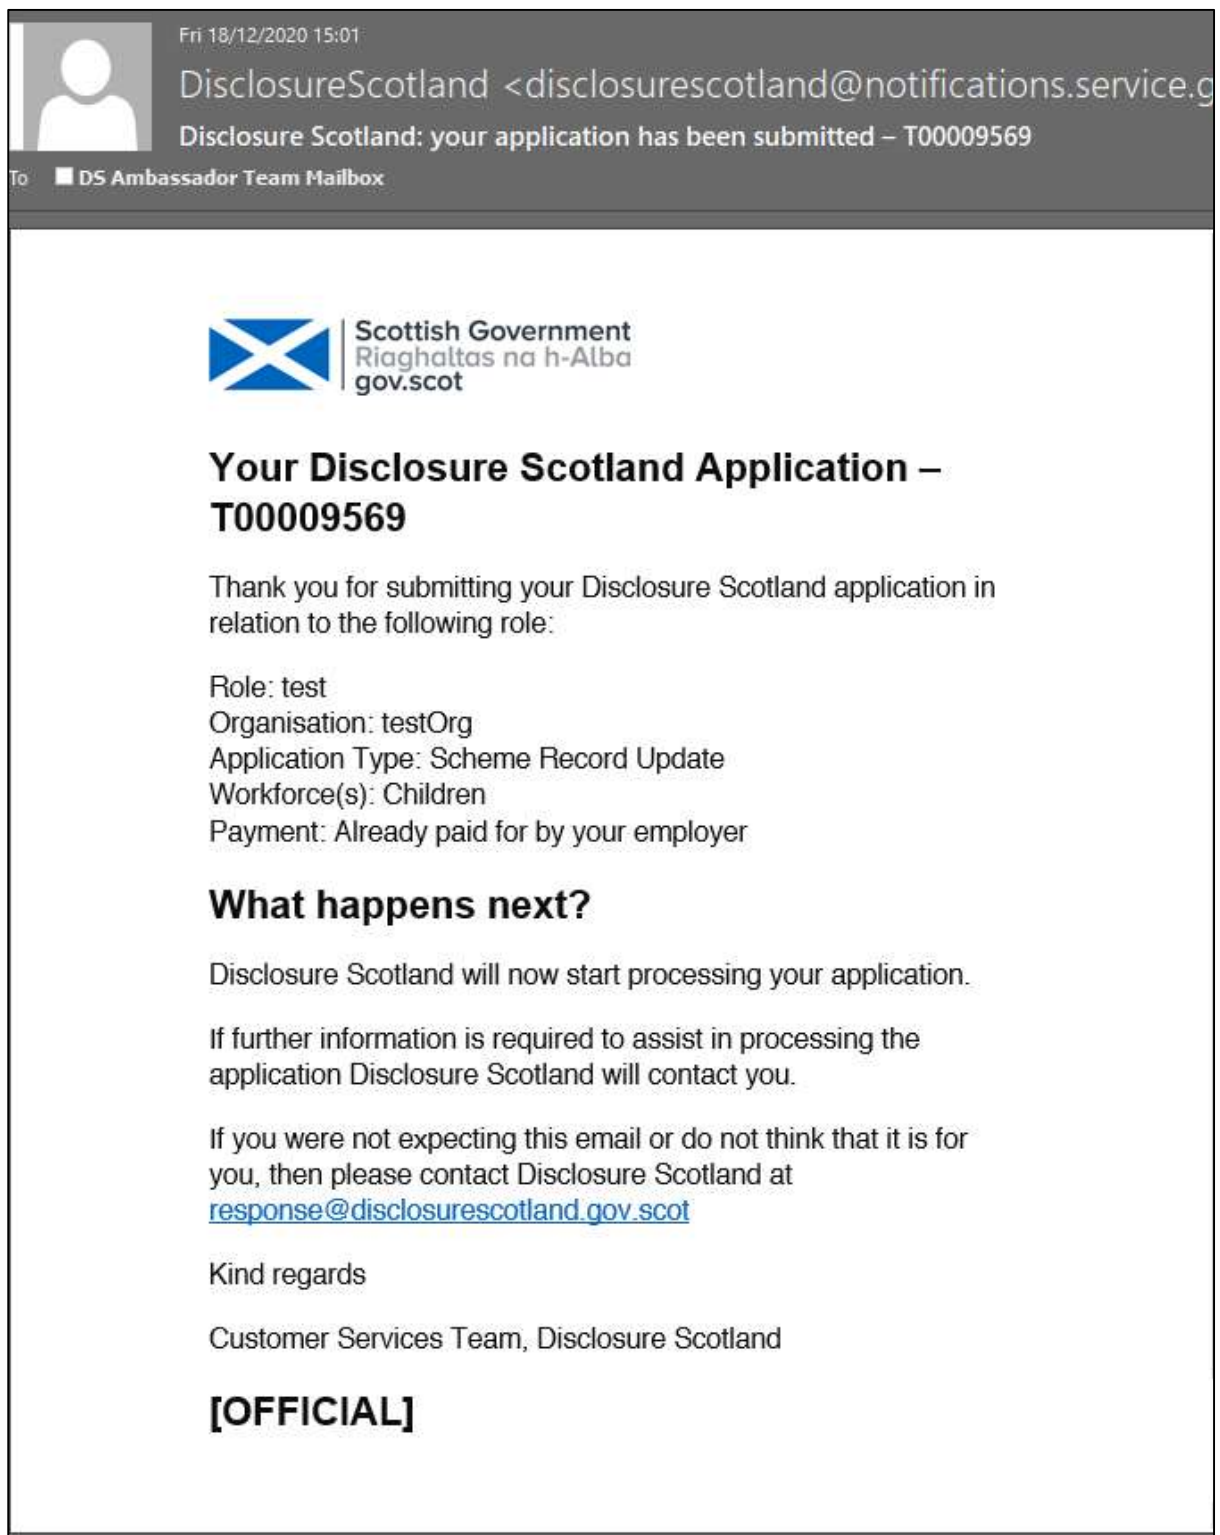 Fri 18/12/2020 15:01
DisclosureScotland <disclosurescotland@notifications.service.g
Disclosure Scotland: your application has been submitted – T00009569
To DS Ambassador Team Mailbox
Scottish Government
Riaghaltas na h-Alba
gov.scot
Your Disclosure Scotland Application –
T00009569
Thank you for submitting your Disclosure Scotland application in
relation to the following role:
Role: test
Organisation: testOrg
Application Type: Scheme Record Update
Workforce(s): Children
Payment: Already paid for by your employer
What happens next?
Disclosure Scotland will now start processing your application.
If further information is required to assist in processing the
application Disclosure Scotland will contact you.
If you were not expecting this email or do not think that it is for
you, then please contact Disclosure Scotland at
response@disclosurescotland.gov.scot
Kind regards
Customer Services Team, Disclosure Scotland
[OFFICIAL]